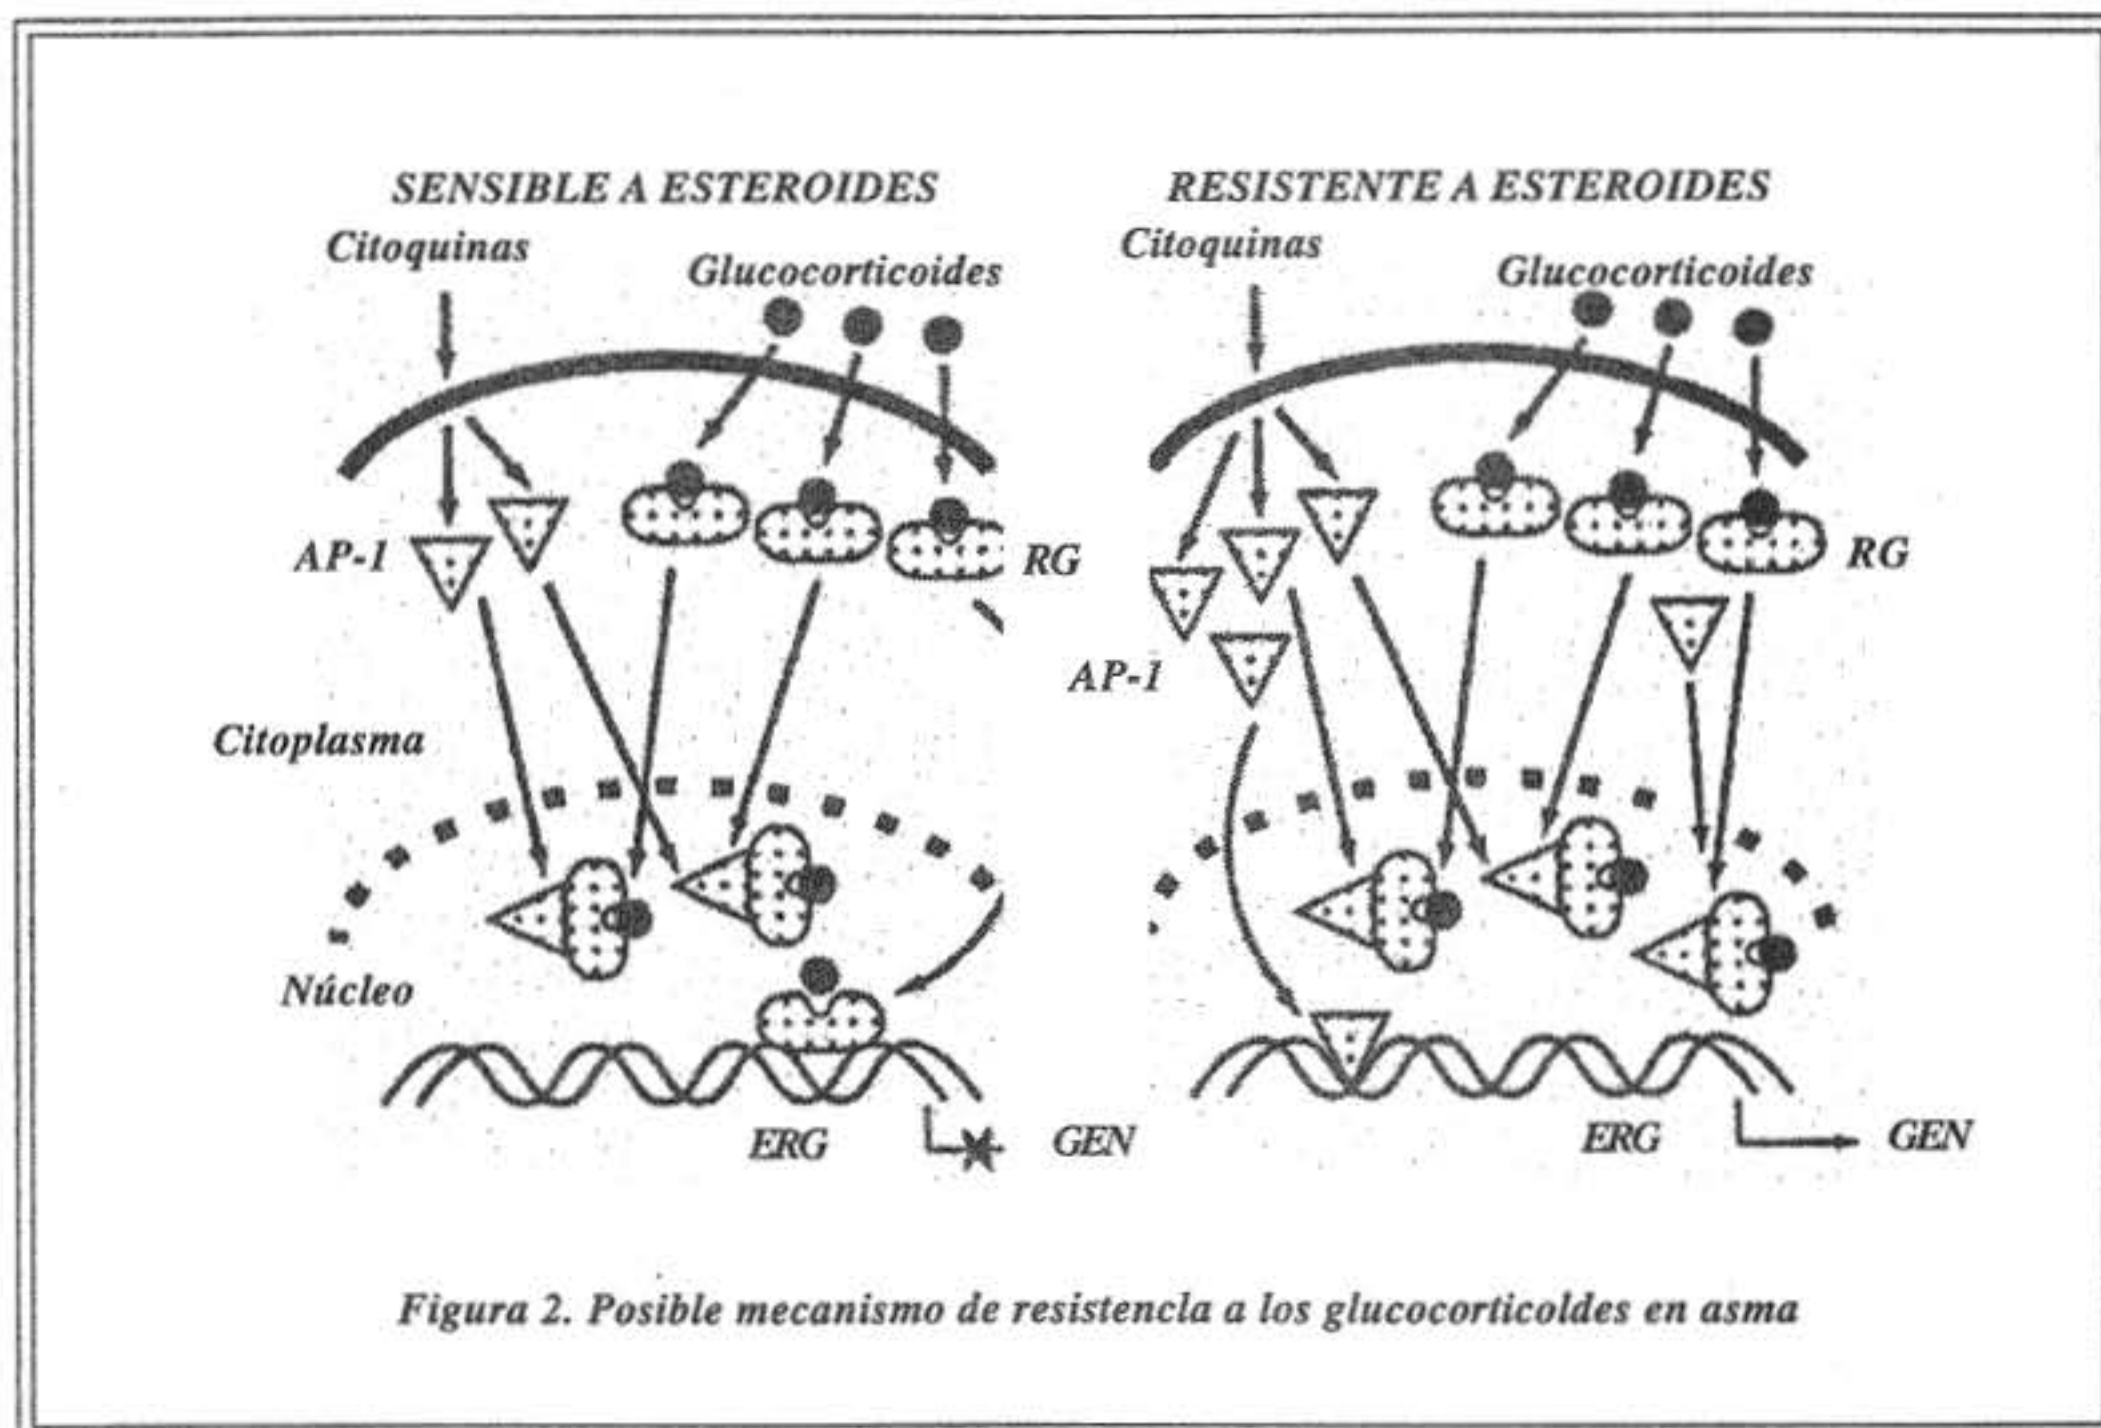 SENSIBLE A ESTEROIDES
Citoquinas
Glucocorticoides
AP-1
RG
Citoplasma
Núcleo
ERG
GEN
RESISTENTE A ESTEROIDES
Citoquinas
Glucocorticoides
RG
AP-1
ERG
GEN
Figura 2. Posible mecanismo de resistencla a los glucocorticoldes en asma